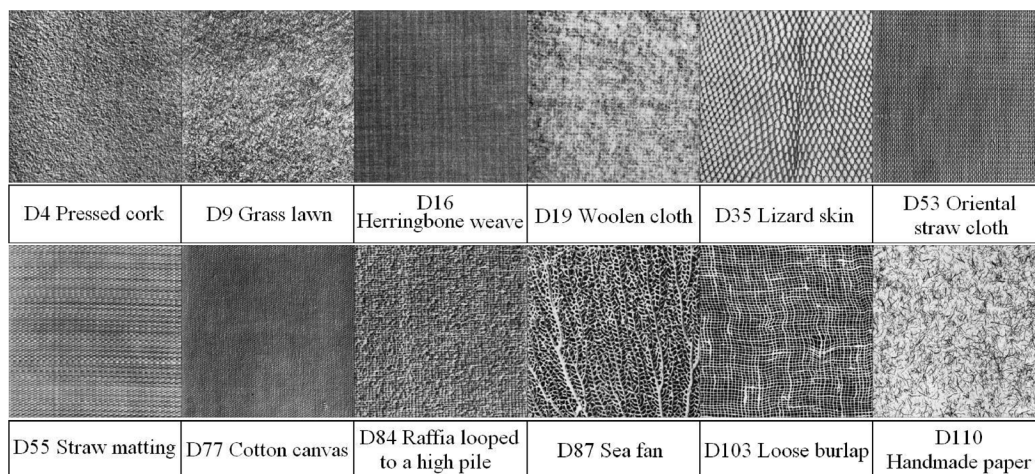 D4 Pressed cork
D9 Grass lawn
D16
Herringbone weave
D19 Woolen cloth
D35 Lizard skin
D53 Oriental
straw cloth
D55 Straw matting
D77 Cotton canvas
D84 Raffia looped
to a high pile
D87 Sea fan
D103 Loose burlap
D110
Handmade paper